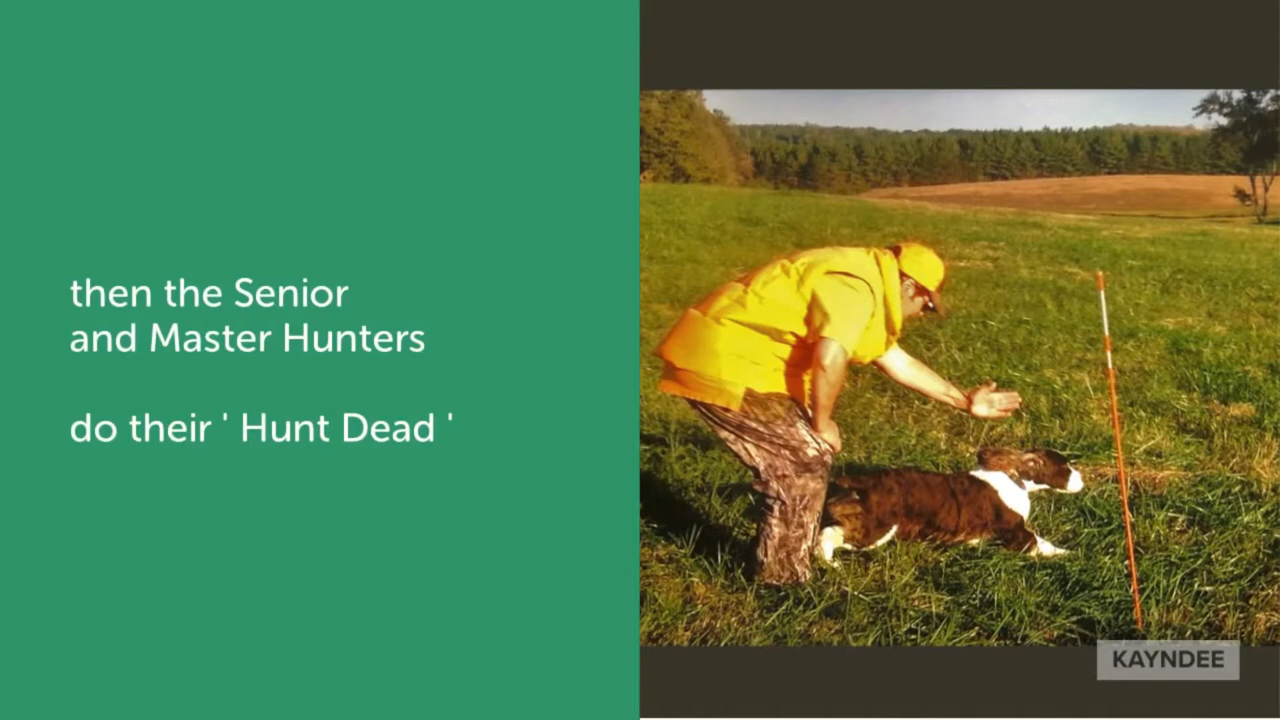 then the Senior
and Master Hunters
do their ' Hunt Dead '
KAYNDEE